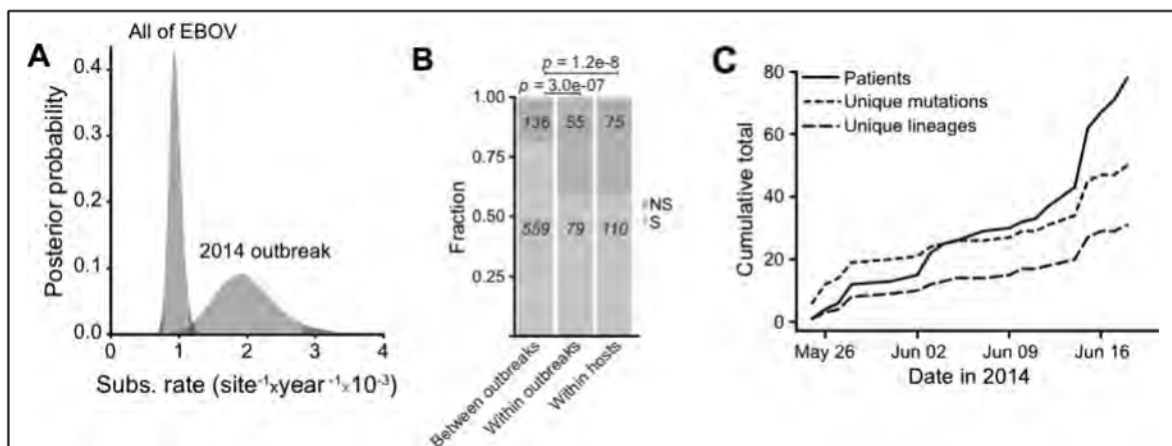 A
All of EBOV
Posterior probability
0.4
0.3
0.2
0.1
0.0
2014 outbreak
0 1 2 3 4
Subs. rate (site⁻¹xyear⁻¹×10⁻³)
B
p = 1.2e-8
p = 3.0e-07
Fraction
1.00
0.75
0.50
0.25
136 55 75
559 79 110
NS
S
Between outbreaks
Within outbreaks
Within hosts
C
Cumulative total
80
60
40
20
0
Patients
Unique mutations
Unique lineages
May 26 Jun 02 Jun 09 Jun 16
Date in 2014